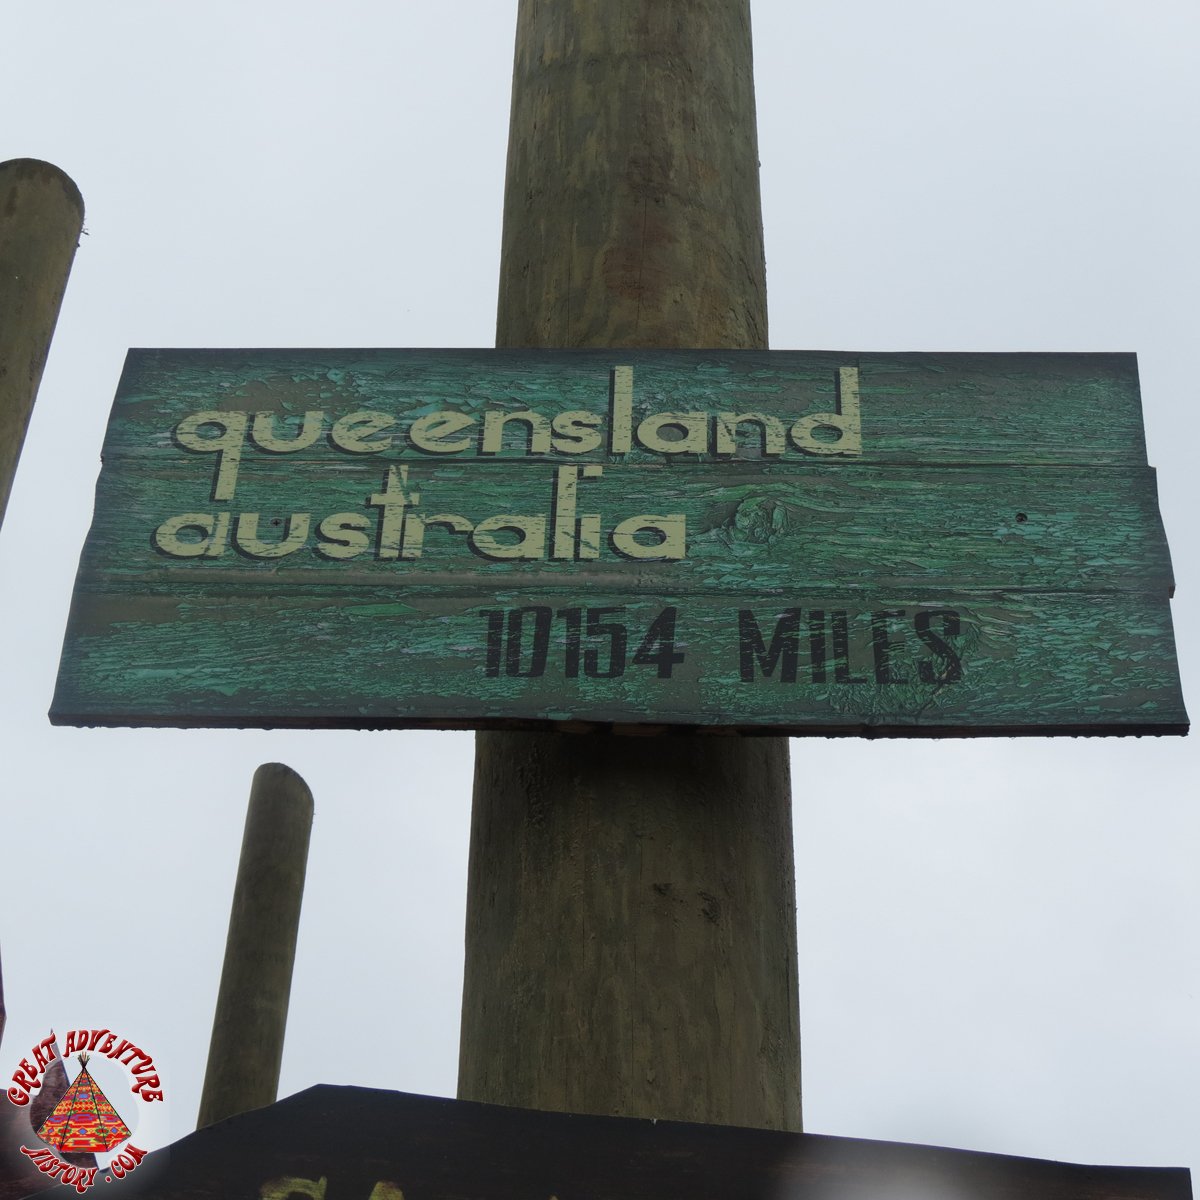 queensland
australia
10154 MILES
GREAT ADVENTURE
HISTORY.COM